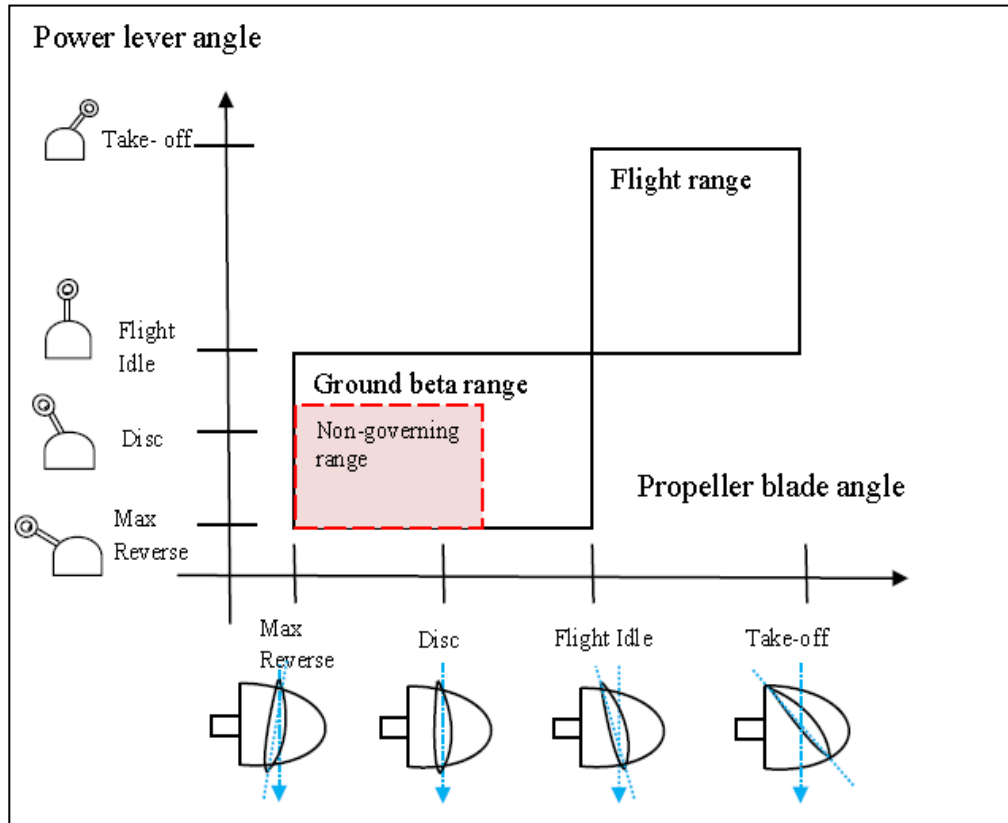 Power lever angle
Take- off
Flight range
Flight
Idle
Ground beta range
Non-governing
range
Disc
Propeller blade angle
Max
Reverse
Max
Reverse
Disc
Flight Idle
Take-off